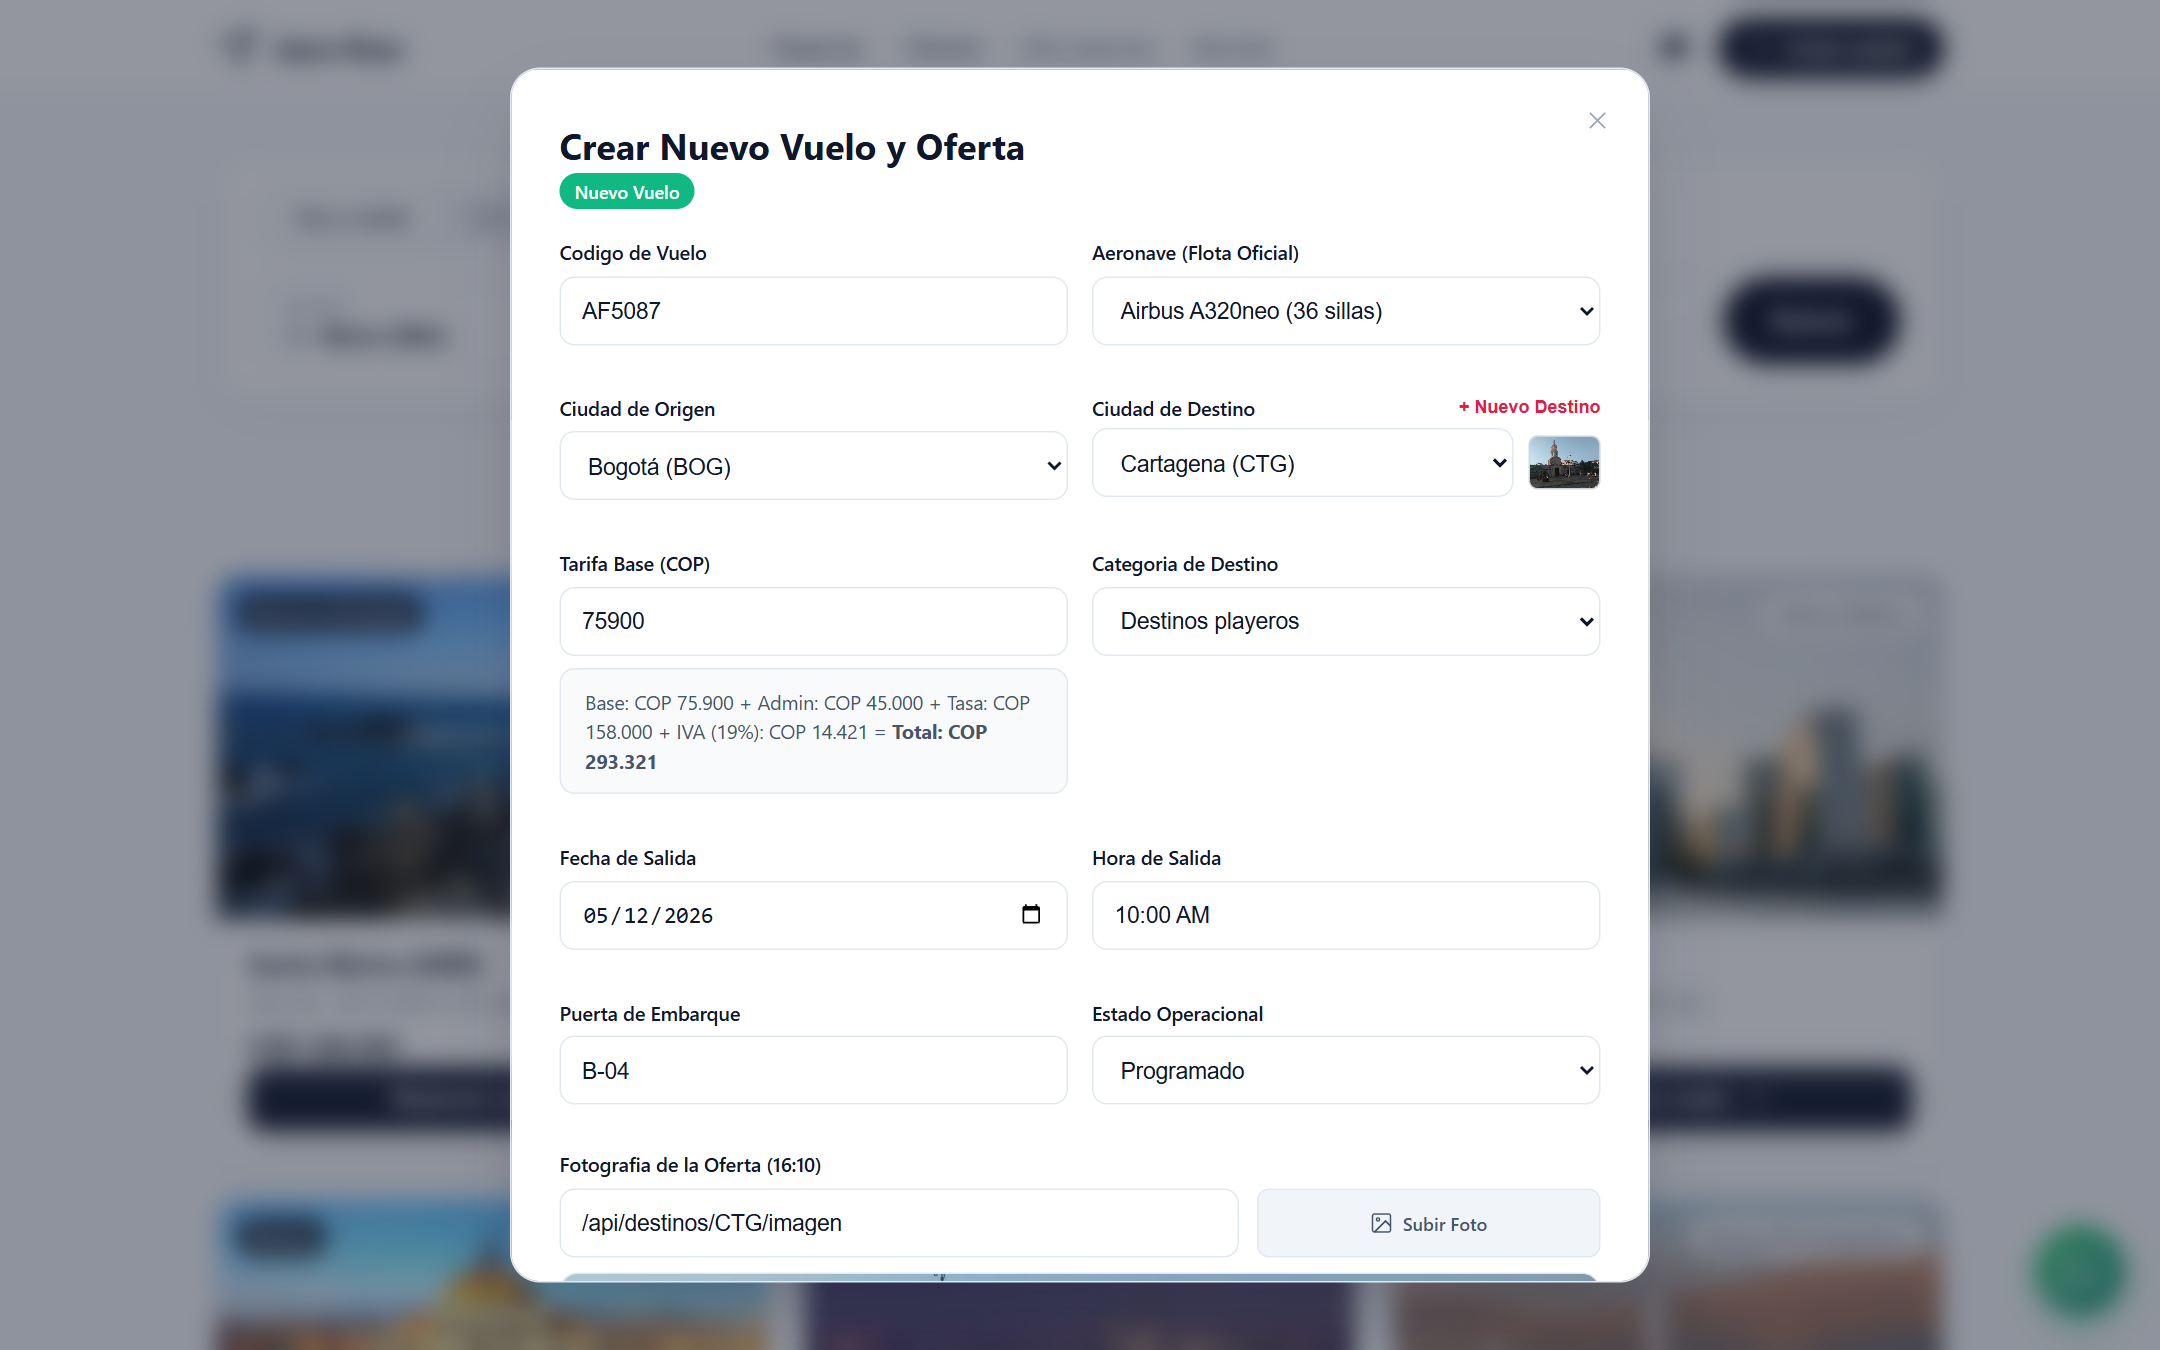 Crear Nuevo Vuelo y Oferta
Nuevo Vuelo
Codigo de Vuelo
AF5087
Aeronave (Flota Oficial)
Airbus A320neo (36 sillas)
Ciudad de Origen
Bogotá (BOG)
Ciudad de Destino
+ Nuevo Destino
Cartagena (CTG)
Tarifa Base (COP)
75900
Categoria de Destino
Destinos playeros
Base: COP 75.900 + Admin: COP 45.000 + Tasa: COP
158.000 + IVA (19%): COP 14.421 = Total: COP
293.321
Fecha de Salida
05/12/2026
Hora de Salida
10:00 AM
Puerta de Embarque
B-04
Estado Operacional
Programado
Fotografia de la Oferta (16:10)
/api/destinos/CTG/imagen
Subir Foto